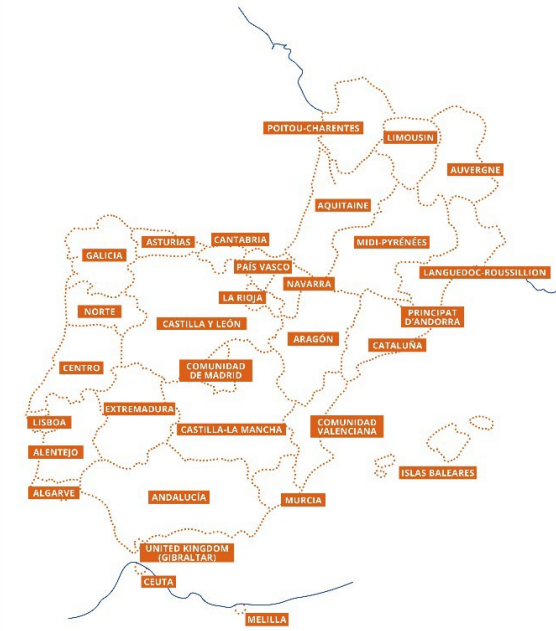 POITOU-CHARENTES
LIMOUSIN
AUVERGNE
AQUITAINE
ASTURIAS
CANTABRIA
MIDI-PYRÉNÉES
GALICIA
PAÍS VASCO
LANGUEDOC-ROUSSILLION
NAVARRA
LA RIOJA
NORTE
PRINCIPAT
D'ANDORRA
CASTILLA Y LEÓN
ARAGÓN
CATALUÑA
CENTRO
COMUNIDAD
DE MADRID
EXTREMADURA
LISBOA
COMUNIDAD
VALENCIANA
CASTILLA-LA MANCHA
ALENTEJO
ISLAS BALEARES
ALGARVE
ANDALUCÍA
MURCIA
UNITED KINGDOM
(GIBRALTAR)
CEUTA
MELILLA